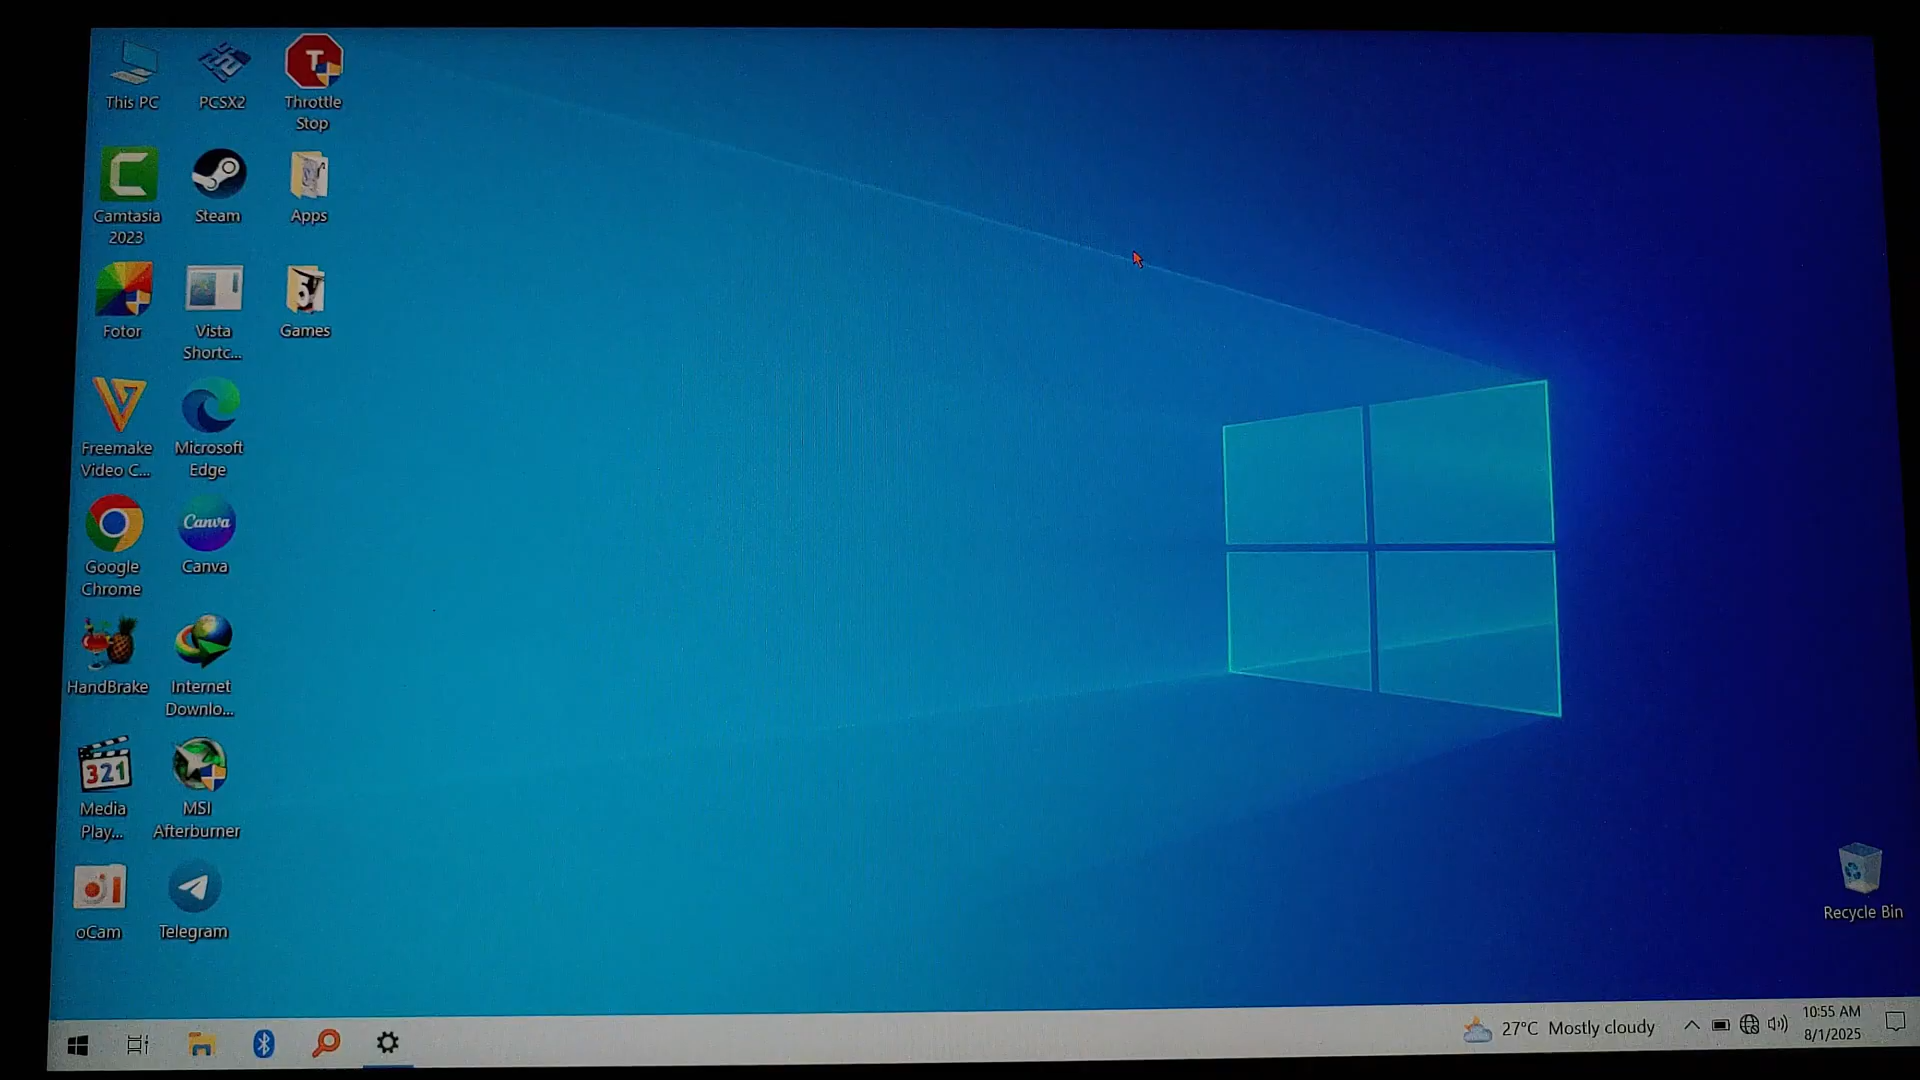 This PC
PCSX2
Throttle
Stop
Camtasia
2023
Steam
Apps
Fotor
Vista
Shortc...
Games
Freemake
Video C...
Microsoft
Edge
Google
Chrome
Canva
Canva
HandBrake
Internet
Downlo...
321
Media
Play...
MSI
Afterburner
oCam
Telegram
Recycle Bin
27°C Mostly cloudy
10:55 AM
8/1/2025